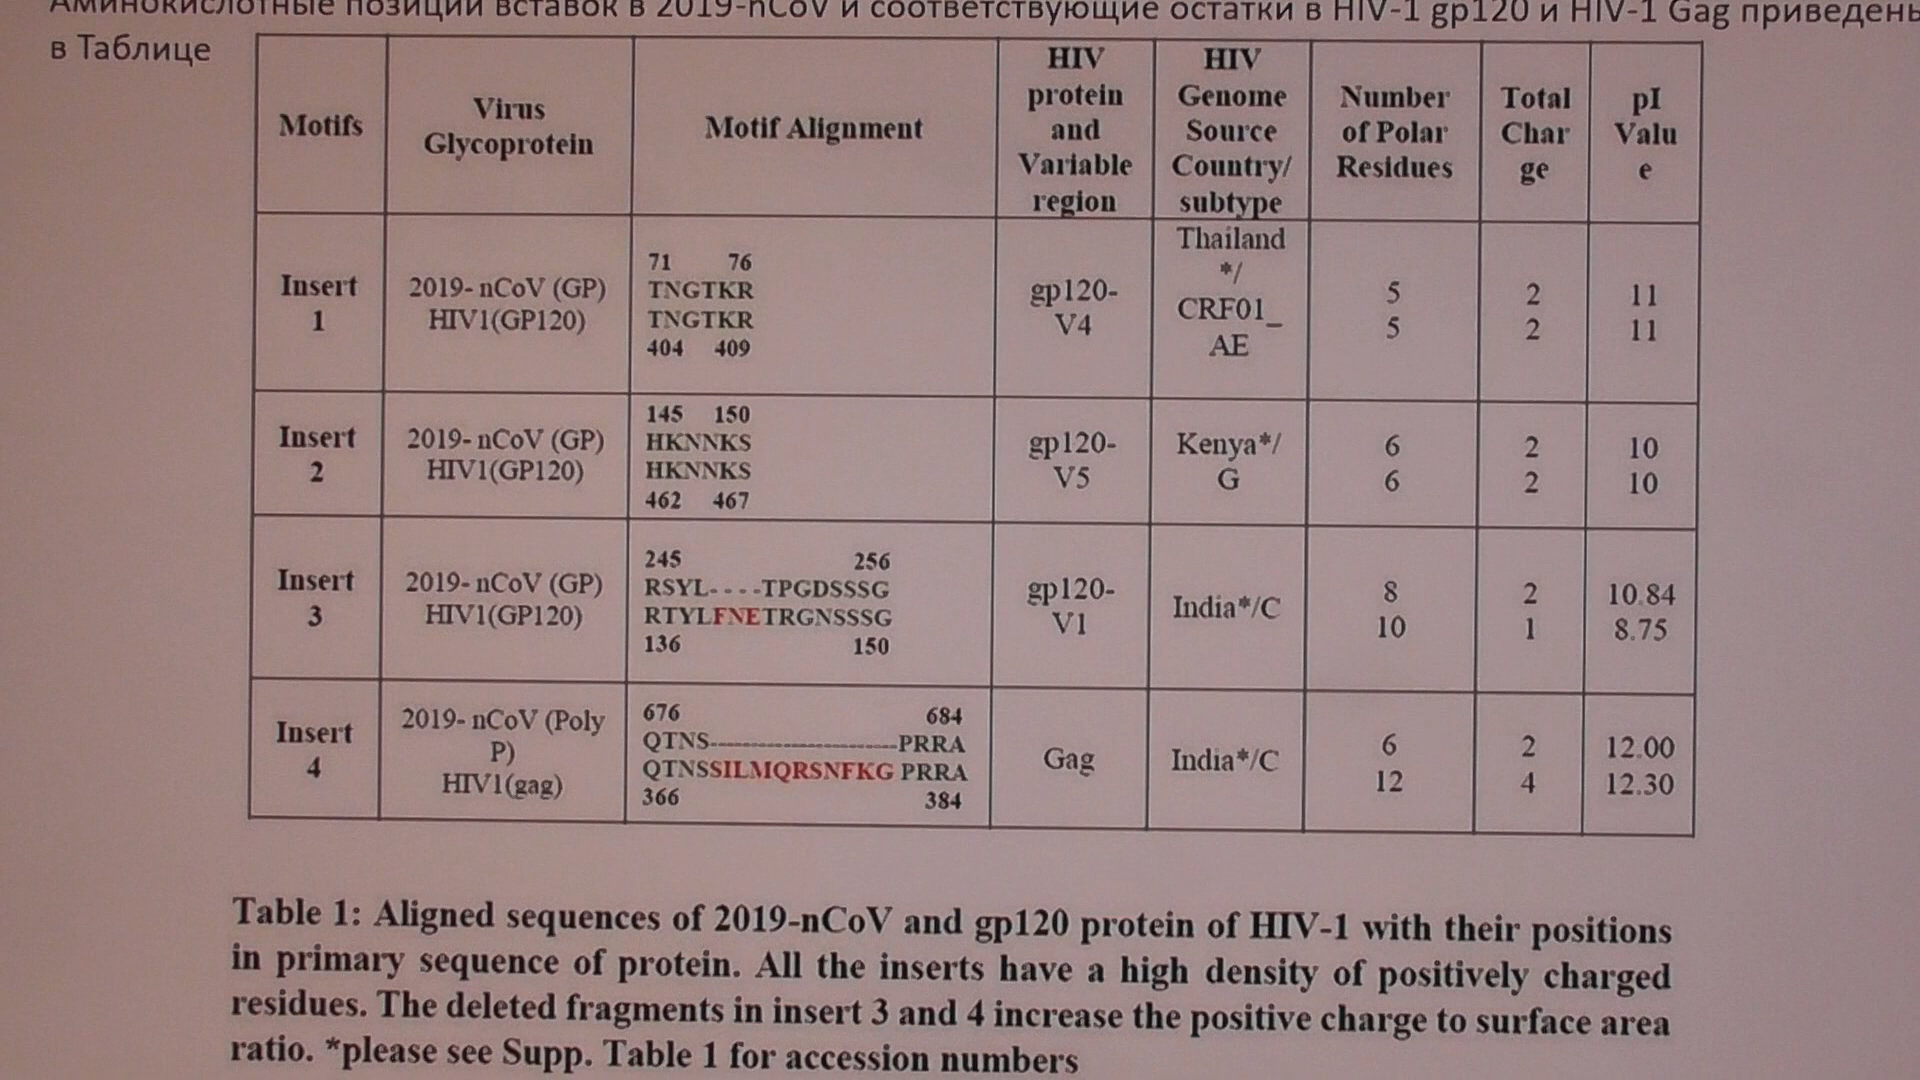 Аминокислотные позиции вставок в 2019-nCoV и соответствующие остатки в HIV-1 gp120 и HIV-1 Gag приведены
в Таблице
Motifs
Virus
Glycoprotein
Motif Alignment
HIV
protein
and
Variable
region
HIV
Genome
Source
Country/
subtype
Number
of Polar
Residues
Total
Char
ge
pI
Valu
e
Insert
1
2019- nCoV (GP)
HIV1(GP120)
71 76
TNGTKR
TNGTKR
404 409
gp120-
V4
Thailand
*/
CRF01_
AE
5
5
2
2
11
11
Insert
2
2019- nCoV (GP)
HIV1(GP120)
145 150
HKNNKS
HKNNKS
462 467
gp120-
V5
Kenya*/
G
6
6
2
2
10
10
Insert
3
2019- nCoV (GP)
HIV1(GP120)
245 256
RSYL----TPGDSSSG
RTYLFNETRGNSSSG
136 150
gp120-
V1
India*/C
8
10
2
1
10.84
8.75
Insert
4
2019- nCoV (Poly
P)
HIV1(gag)
676 684
QTNS-----------------------PRRA
QTNSSILMQRSNFKG PRRA
366 384
Gag
India*/C
6
12
2
4
12.00
12.30
Table 1: Aligned sequences of 2019-nCoV and gp120 protein of HIV-1 with their positions
in primary sequence of protein. All the inserts have a high density of positively charged
residues. The deleted fragments in insert 3 and 4 increase the positive charge to surface area
ratio. *please see Supp. Table 1 for accession numbers